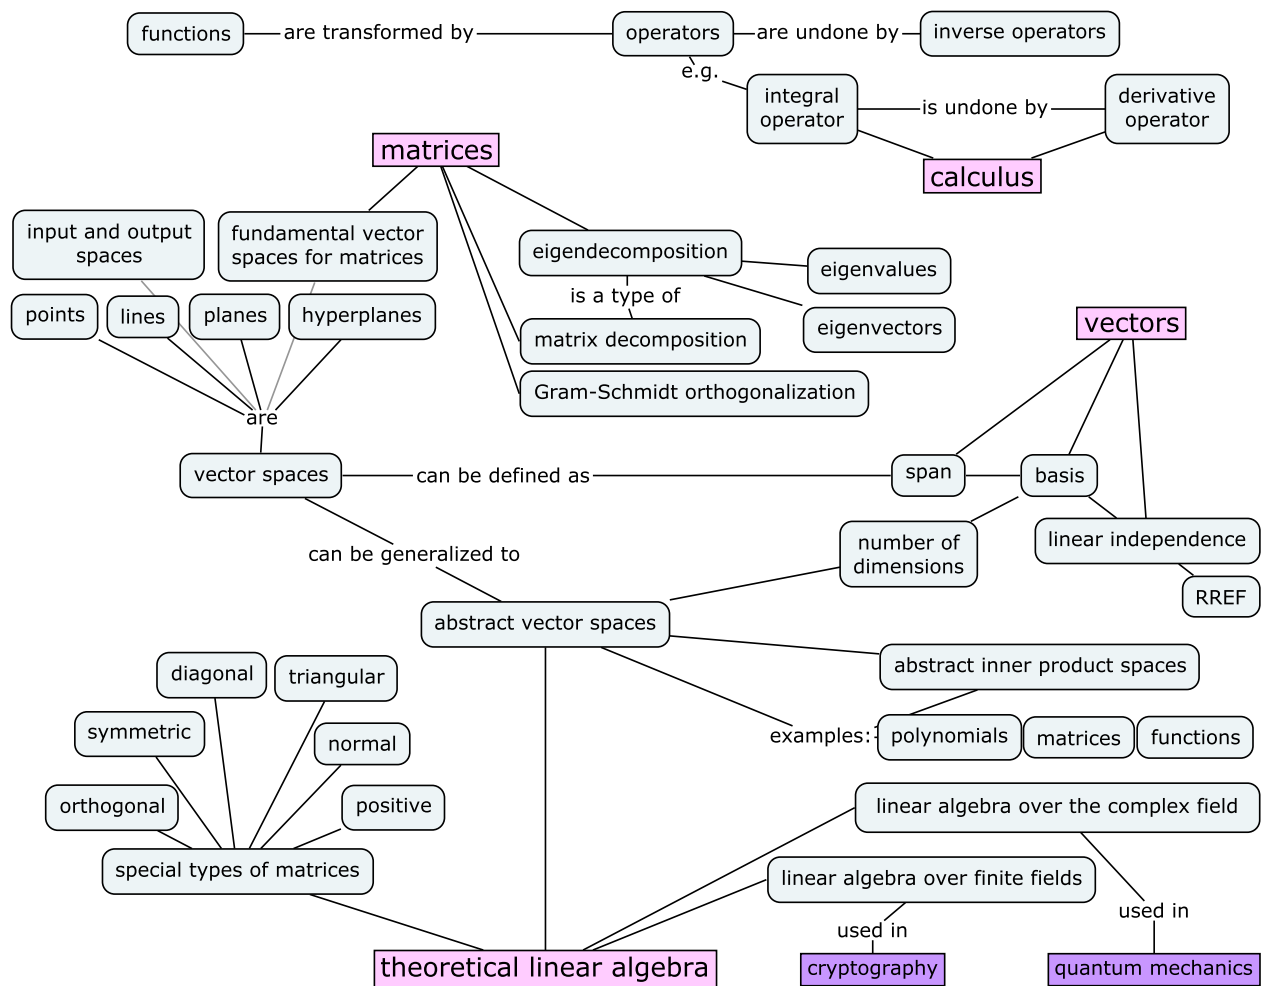 functions
are transformed by
operators
are undone by
inverse operators
e.g.
integral
operator
is undone by
derivative
operator
calculus
matrices
input and output
spaces
fundamental vector
spaces for matrices
eigendecomposition
eigenvalues
is a type of
eigenvectors
points
lines
planes
hyperplanes
matrix decomposition
vectors
Gram-Schmidt orthogonalization
are
vector spaces
can be defined as
span
basis
number of
dimensions
linear independence
can be generalized to
RREF
abstract vector spaces
abstract inner product spaces
diagonal
triangular
symmetric
normal
examples:
polynomials
matrices
functions
orthogonal
positive
linear algebra over the complex field
special types of matrices
linear algebra over finite fields
used in
used in
theoretical linear algebra
cryptography
quantum mechanics